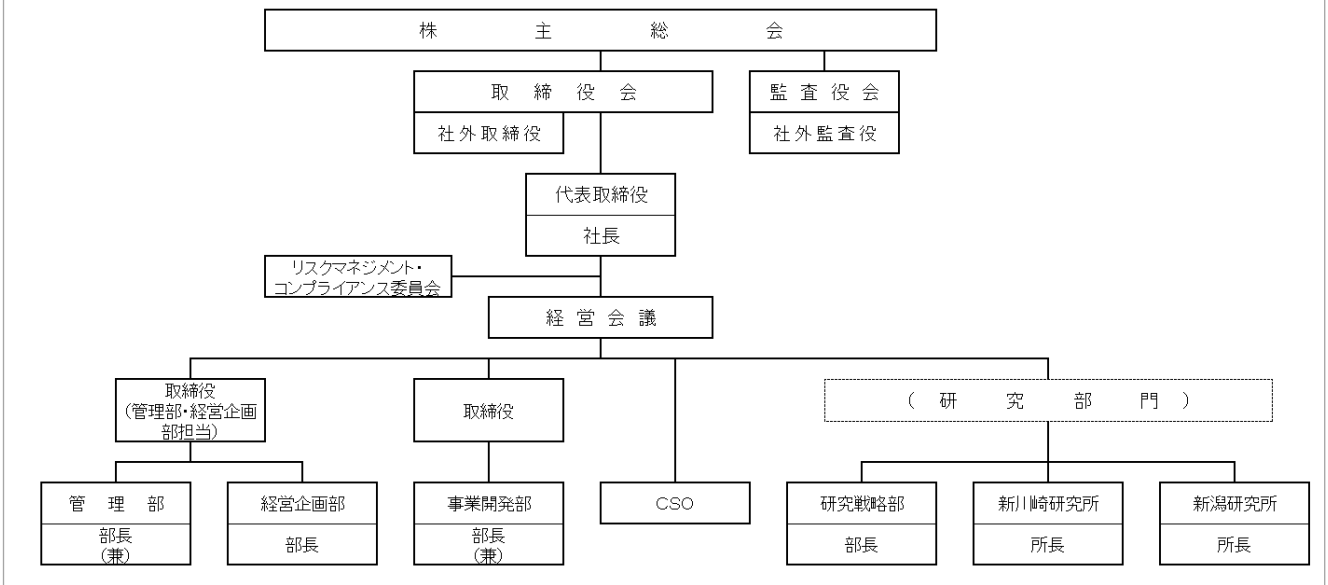 株主総会
取締役会
監査役会
社外取締役
社外監査役
代表取締役
社長
リスクマネジメント・
コンプライアンス委員会
経営会議
取締役
(管理部・経営企画
部担当)
取締役
(研究部門)
管理部
経営企画部
事業開発部
CSO
研究戦略部
新川崎研究所
新潟研究所
部長
(兼)
部長
部長
(兼)
部長
所長
所長